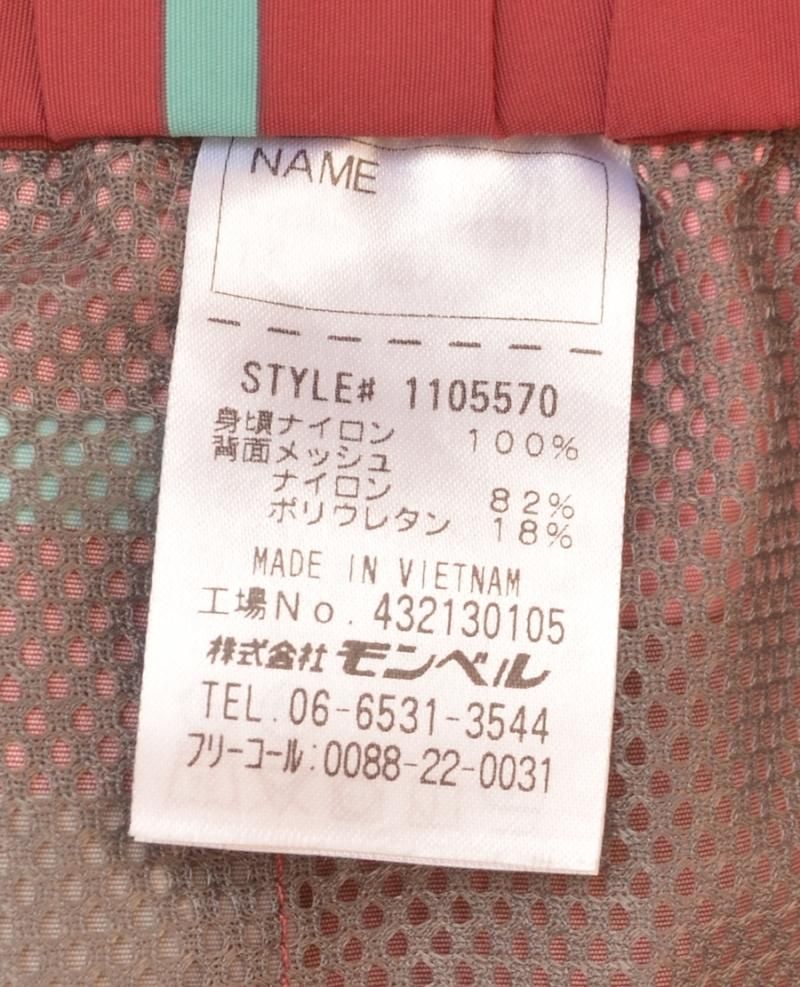 NAME
STYLE# 1105570
身頃ナイロン 100%
背面メッシュ
ナイロン 82%
ポリウレタン 18%
MADE IN VIETNAM
工場No. 432130105
株式会社 モンベル
TEL. 06-6531-3544
フリーコール:0088-22-0031